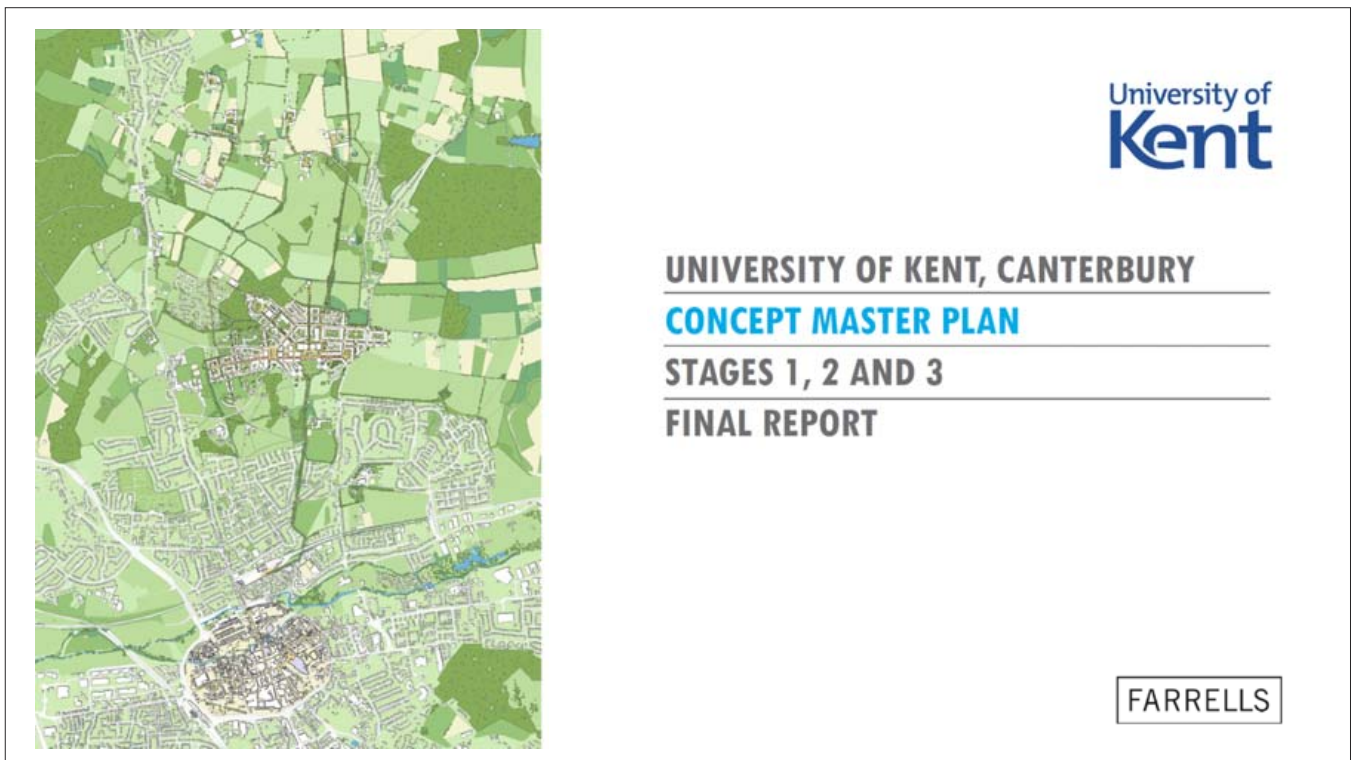 University of
Kent
UNIVERSITY OF KENT, CANTERBURY
CONCEPT MASTER PLAN
STAGES 1, 2 AND 3
FINAL REPORT
FARRELLS